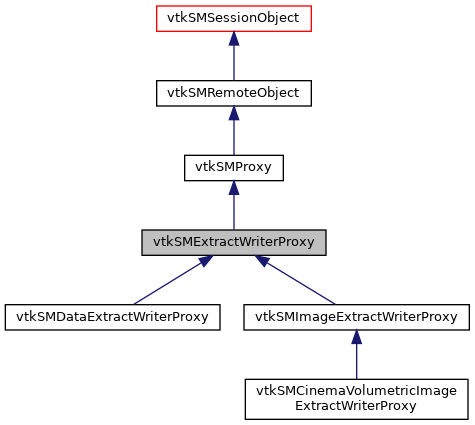 vtkSMSessionObject
vtkSMRemoteObject
vtkSMProxy
vtkSMExtractWriterProxy
vtkSMDataExtractWriterProxy
vtkSMImageExtractWriterProxy
vtkSMCinemaVolumetricImage
ExtractWriterProxy